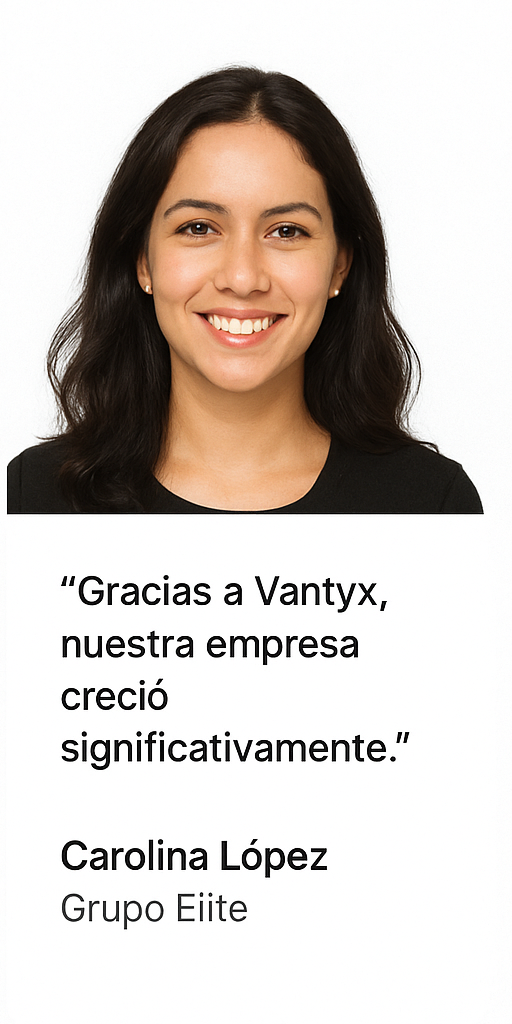 “Gracias a Vantyx,
nuestra empresa
creció
significativamente.”
Carolina López
Grupo Eiite